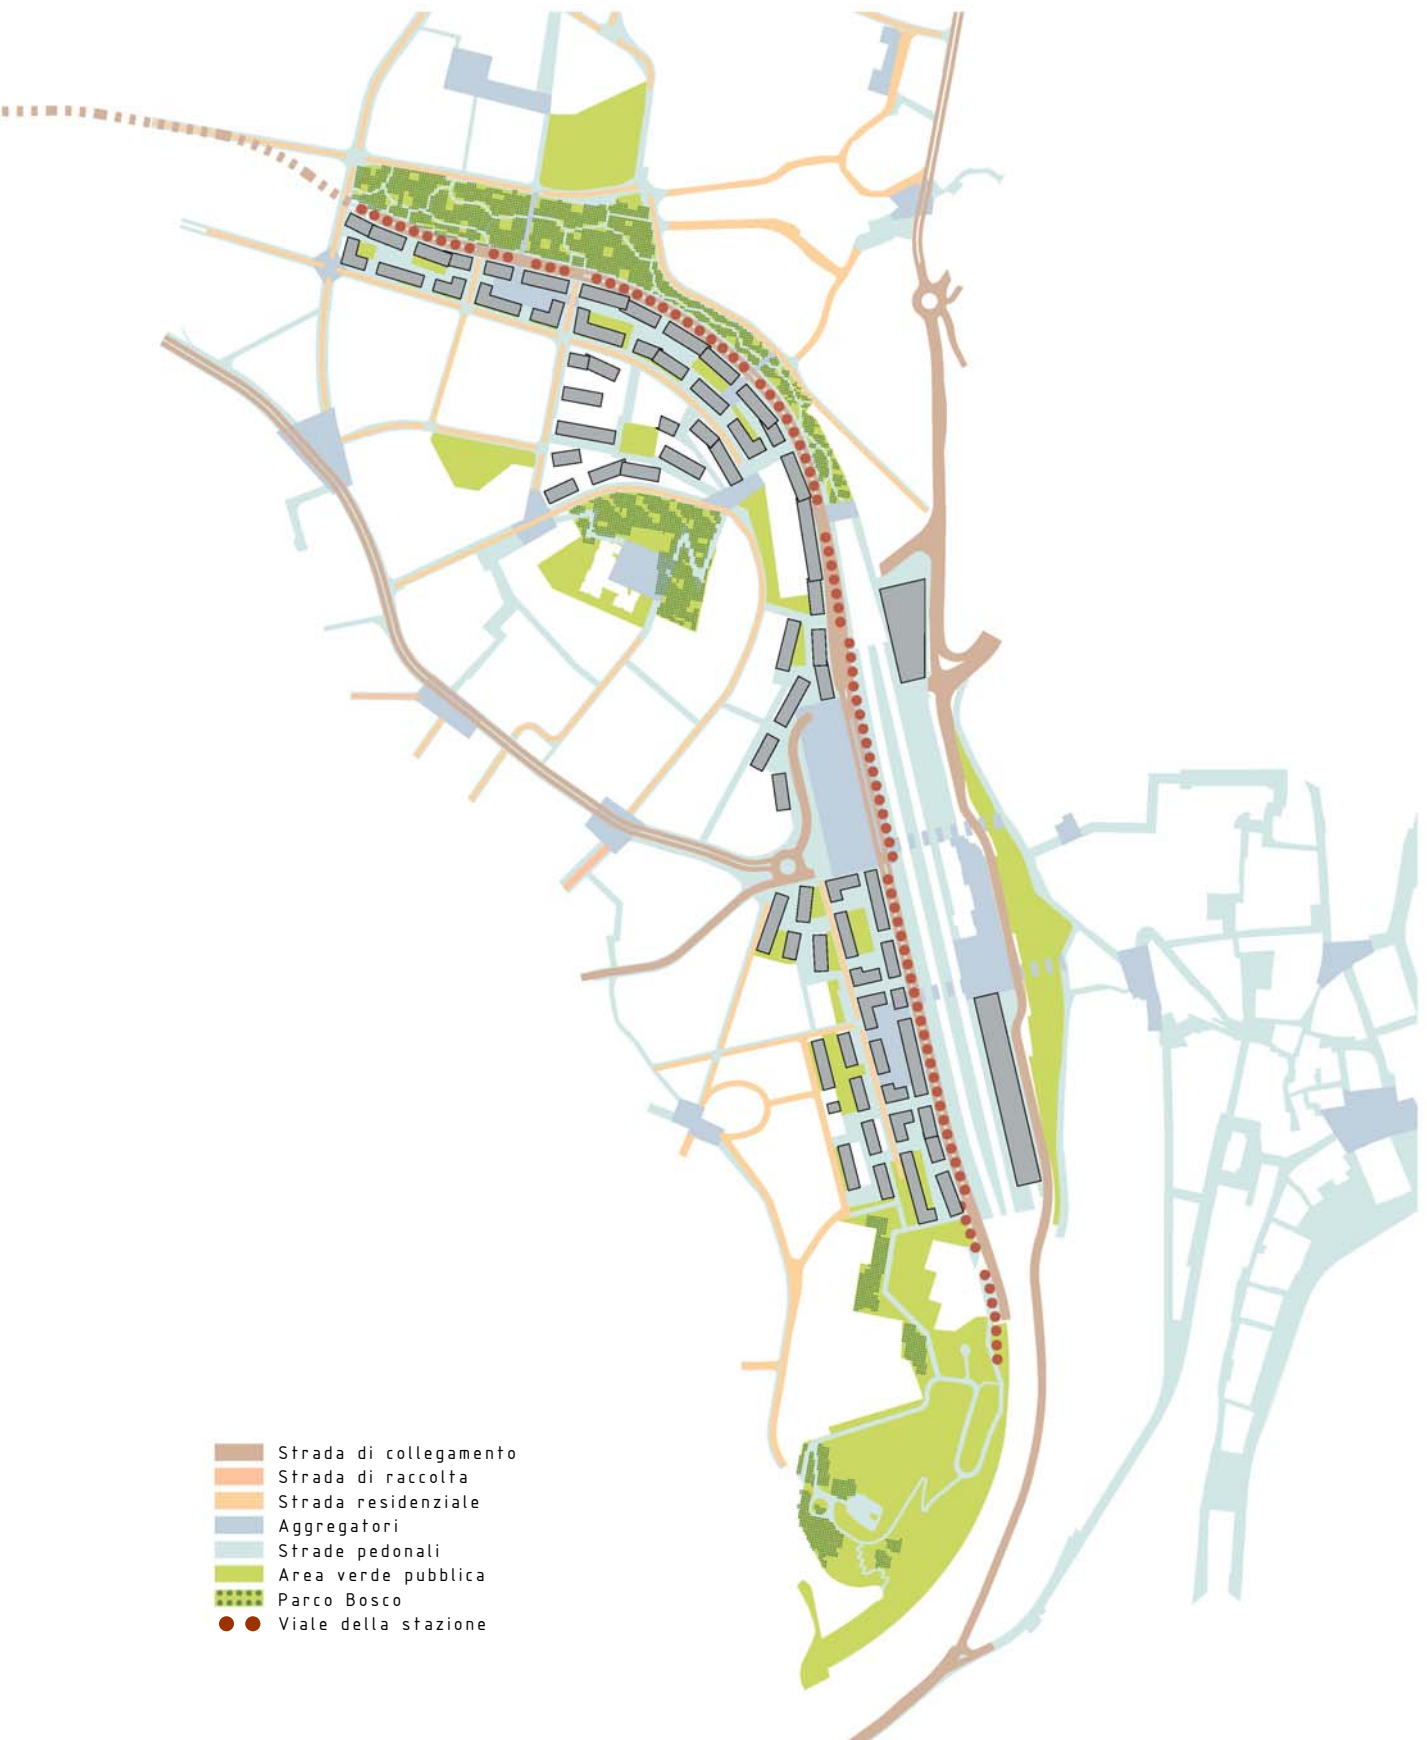 Strada di collegamento
Strada di raccolta
Strada residenziale
Aggregatori
Strade pedonali
Area verde pubblica
Parco Bosco
Viale della stazione